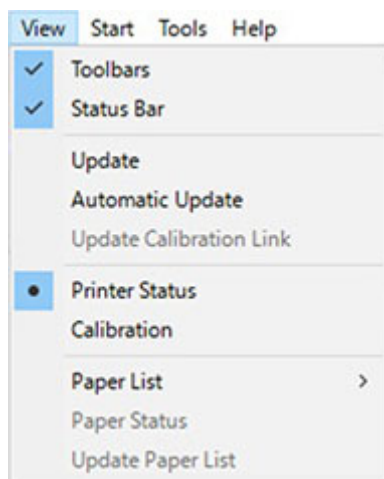 View Start Tools Help
Toolbars
Status Bar
Update
Automatic Update
Update Calibration Link
Printer Status
Calibration
Paper List
Paper Status
Update Paper List